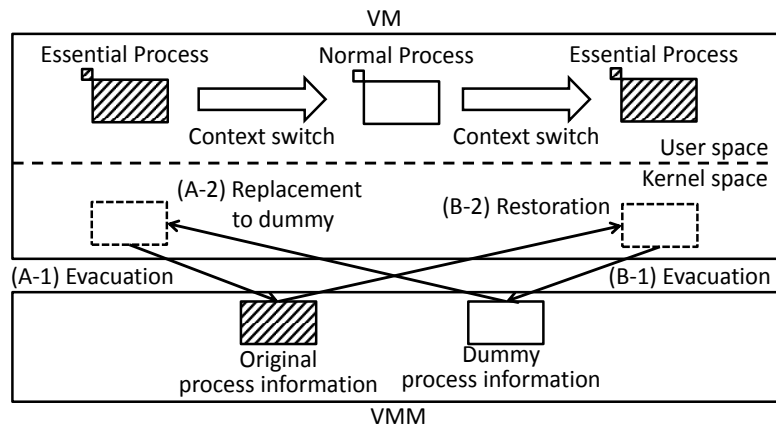 VM
Essential Process
Normal Process
Essential Process
Context switch
Context switch
User space
Kernel space
(A-2) Replacement
to dummy
(B-2) Restoration
(A-1) Evacuation
(B-1) Evacuation
Original
process information
Dummy
process information
VMM